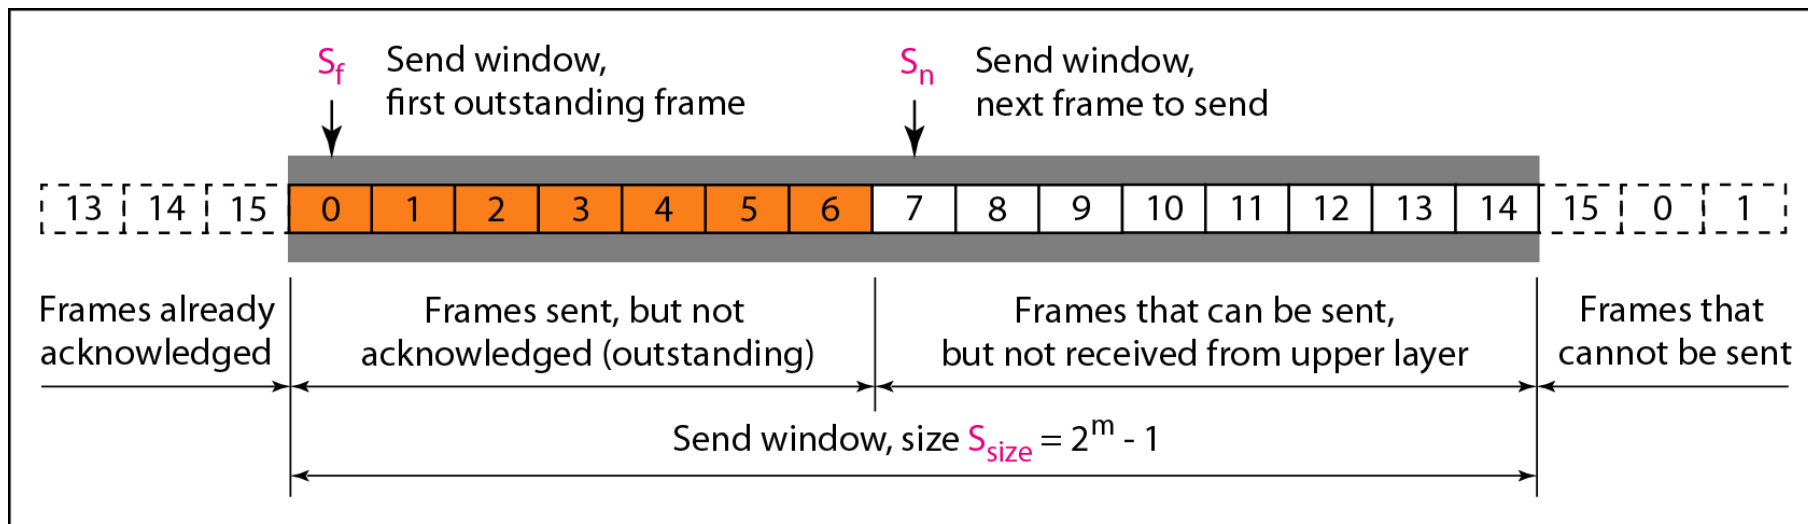 Sf Send window, first outstanding frame
Sn Send window, next frame to send
13 14 15 0 1 2 3 4 5 6 7 8 9 10 11 12 13 14 15 0 1
Frames already acknowledged
Frames sent, but not acknowledged (outstanding)
Frames that can be sent, but not received from upper layer
Frames that cannot be sent
Send window, size Ssize = 2^m - 1